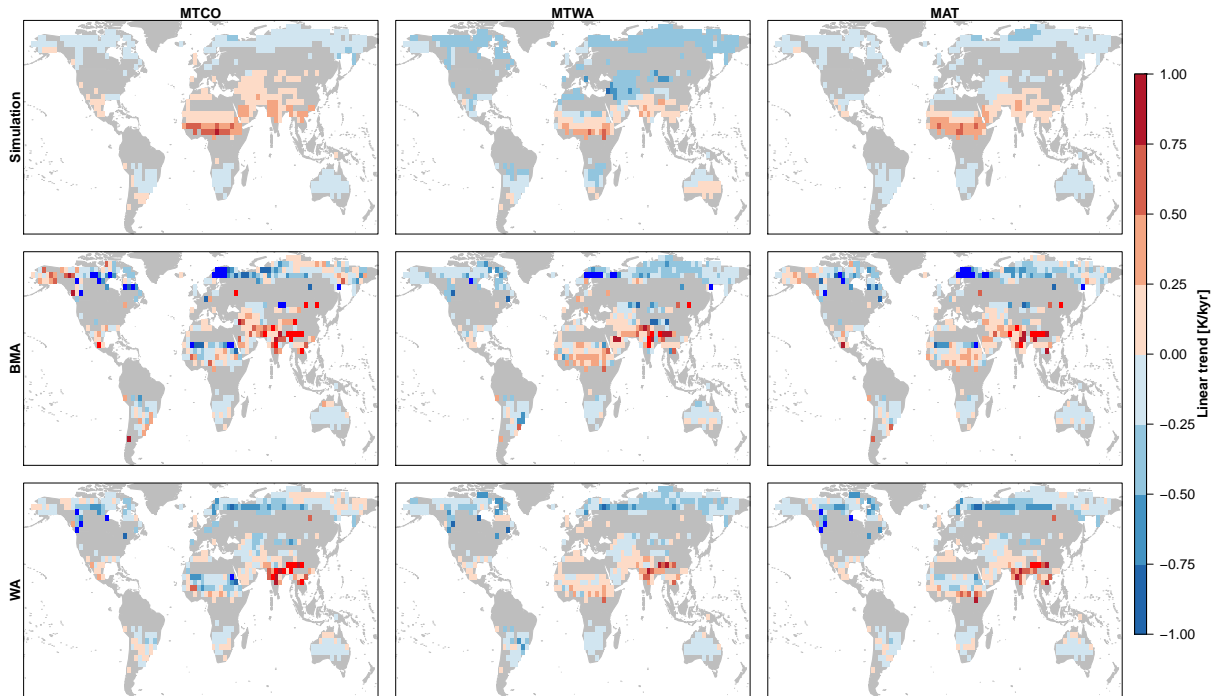 MTCO MTWA MAT
Simulation
BMA
WA
1.00
0.75
0.50
0.25
0.00
−0.25
−0.50
−0.75
−1.00
Linear trend [K/kyr]